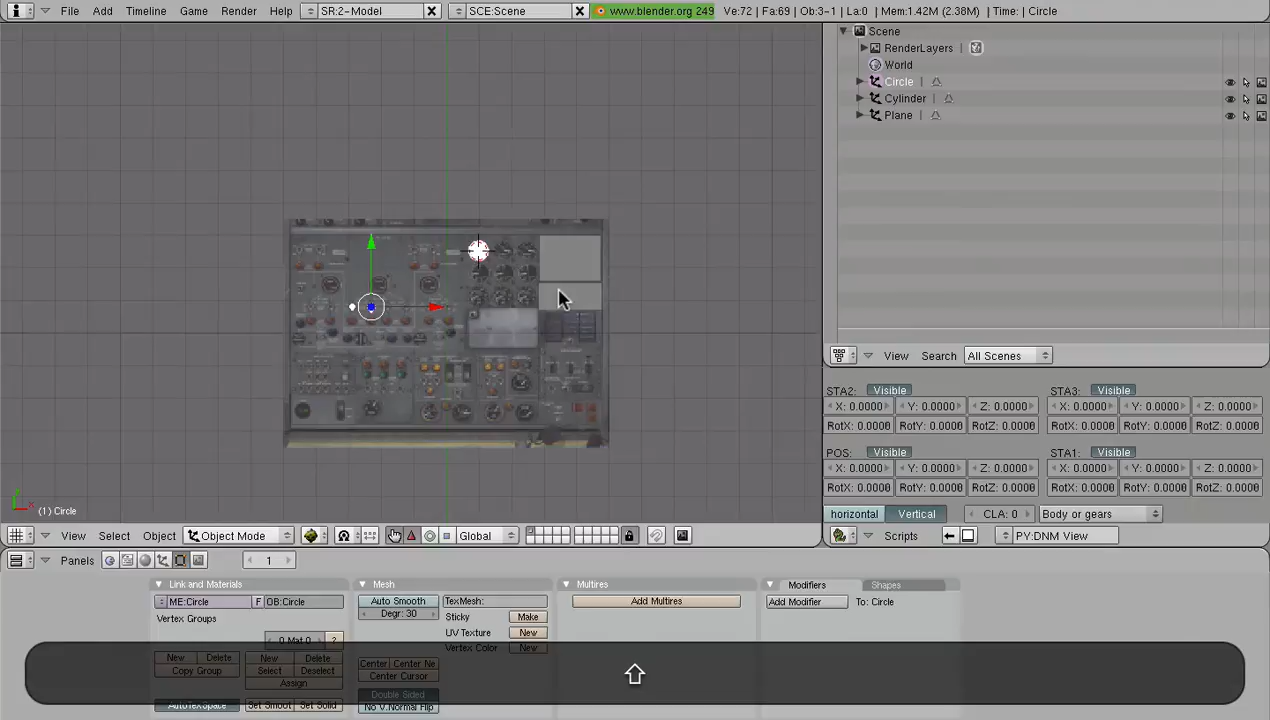 File Add Timeline Game Render Help SR:2-Model SCE:Scene www.blender.org 249 Ve:72 | Fa:69 | Ob:3-1 | La:0 | Mem:1.42M (2.38M) | Time: | Circle
Scene
RenderLayers
World
Circle
Cylinder
Plane
(1) Circle
View Search All Scenes
STA2: Visible STA3: Visible
X: 0.0000 Y: 0.0000 Z: 0.0000 X: 0.0000 Y: 0.0000 Z: 0.0000
RotX: 0.0000 RotY: 0.0000 RotZ: 0.0000 RotX: 0.0000 RotY: 0.0000 RotZ: 0.0000
POS: Visible STA1: Visible
X: 0.0000 Y: 0.0000 Z: 0.0000 X: 0.0000 Y: 0.0000 Z: 0.0000
RotX: 0.0000 RotY: 0.0000 RotZ: 0.0000 RotX: 0.0000 RotY: 0.0000 RotZ: 0.0000
horizontal Vertical CLA: 0 Body or gears
View Select Object Object Mode Global Scripts PY:DNM View
Panels 1
Link and Materials Mesh Multires Modifiers Shapes
ME:Circle F OB:Circle Auto Smooth TexMesh: Add Multires Add Modifier To: Circle
Vertex Groups Degr: 30 Sticky Make
UV Texture New
0 Mat 0 ? Vertex Color New
New Delete New Delete Center Center Ne
Copy Group Select Deselect Center Cursor
Assign
Double Sided
AutoTexSpace Set Smoot Set Solid No V.Normal Flip